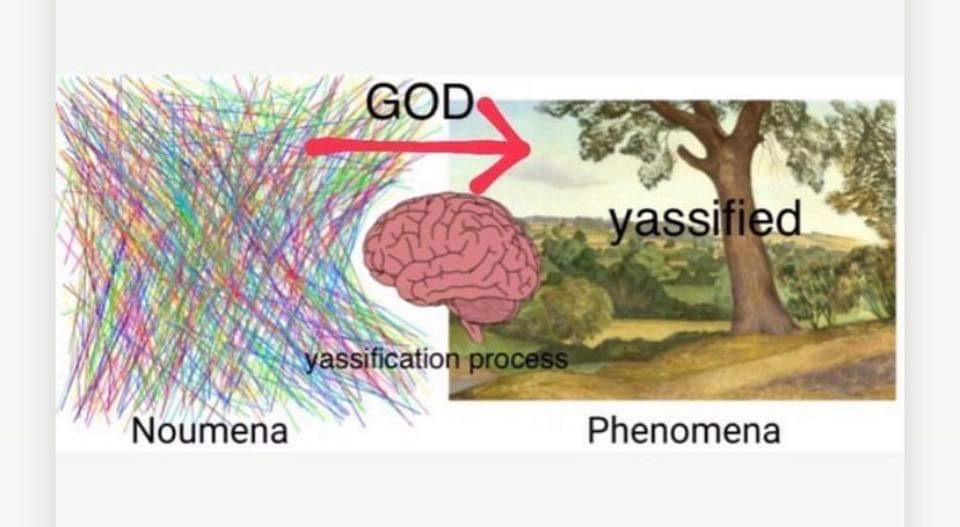 GOD
yassified
yassification process
Noumena
Phenomena